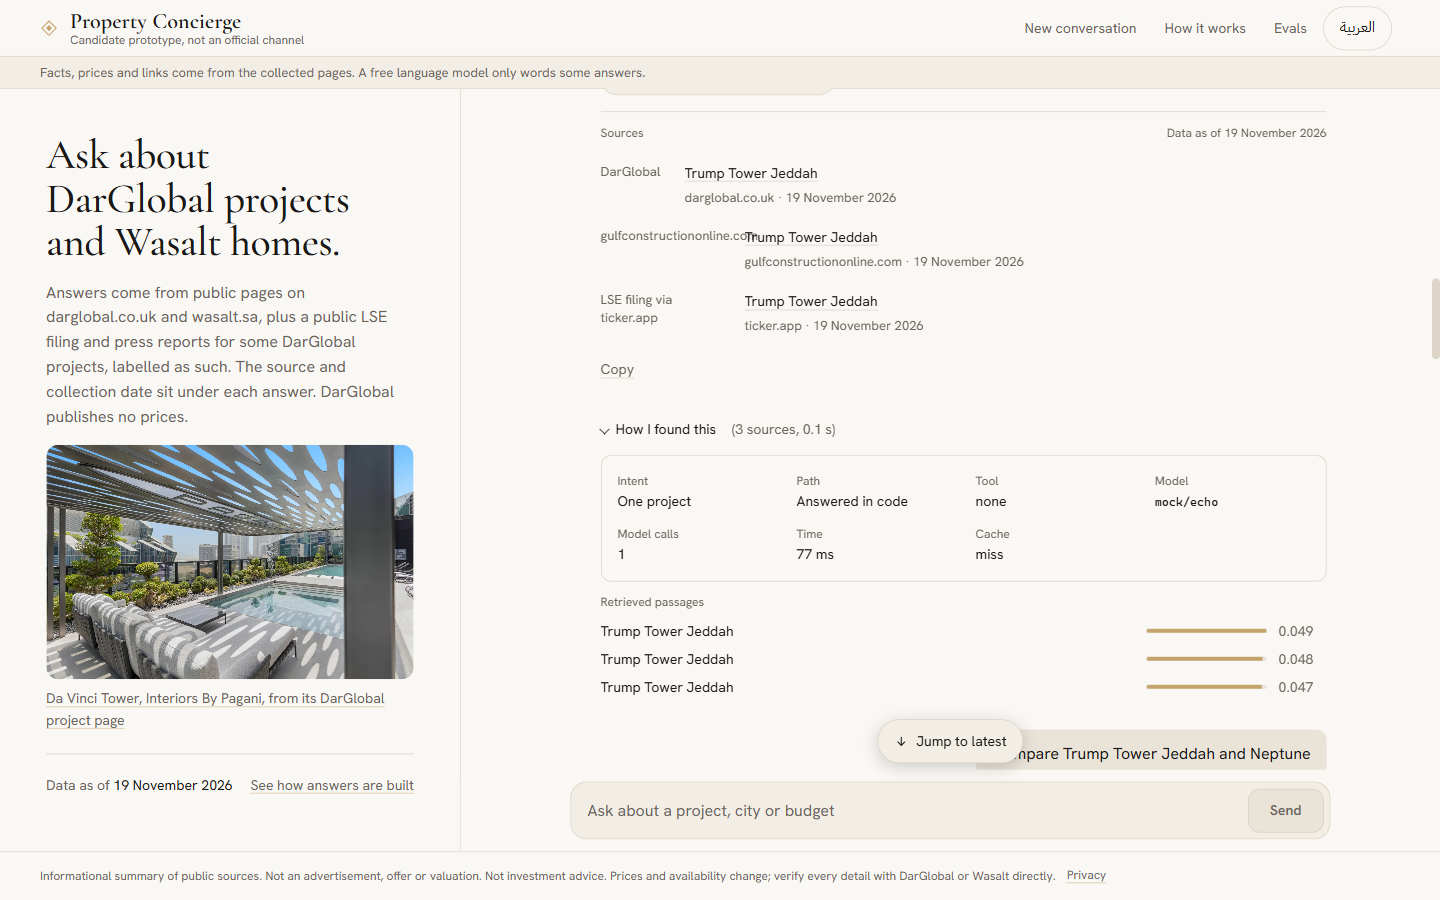 Property Concierge
Candidate prototype, not an official channel
New conversation
How it works
Evals
العربية
Facts, prices and links come from the collected pages. A free language model only words some answers.
Ask about
DarGlobal projects
and Wasalt homes.
Answers come from public pages on
darglobal.co.uk and wasalt.sa, plus a public LSE
filing and press reports for some DarGlobal
projects, labelled as such. The source and
collection date sit under each answer. DarGlobal
publishes no prices.
Da Vinci Tower, Interiors By Pagani, from its DarGlobal
project page
Data as of 19 November 2026
See how answers are built
Sources
Data as of 19 November 2026
DarGlobal
Trump Tower Jeddah
darglobal.co.uk · 19 November 2026
gulfconstructiononline.com
Trump Tower Jeddah
gulfconstructiononline.com · 19 November 2026
LSE filing via
ticker.app
Trump Tower Jeddah
ticker.app · 19 November 2026
Copy
How I found this (3 sources, 0.1 s)
Intent
One project
Path
Answered in code
Tool
none
Model
mock/echo
Model calls
1
Time
77 ms
Cache
miss
Retrieved passages
Trump Tower Jeddah 0.049
Trump Tower Jeddah 0.048
Trump Tower Jeddah 0.047
Jump to latest
mpare Trump Tower Jeddah and Neptune
Ask about a project, city or budget
Send
Informational summary of public sources. Not an advertisement, offer or valuation. Not investment advice. Prices and availability change; verify every detail with DarGlobal or Wasalt directly.
Privacy